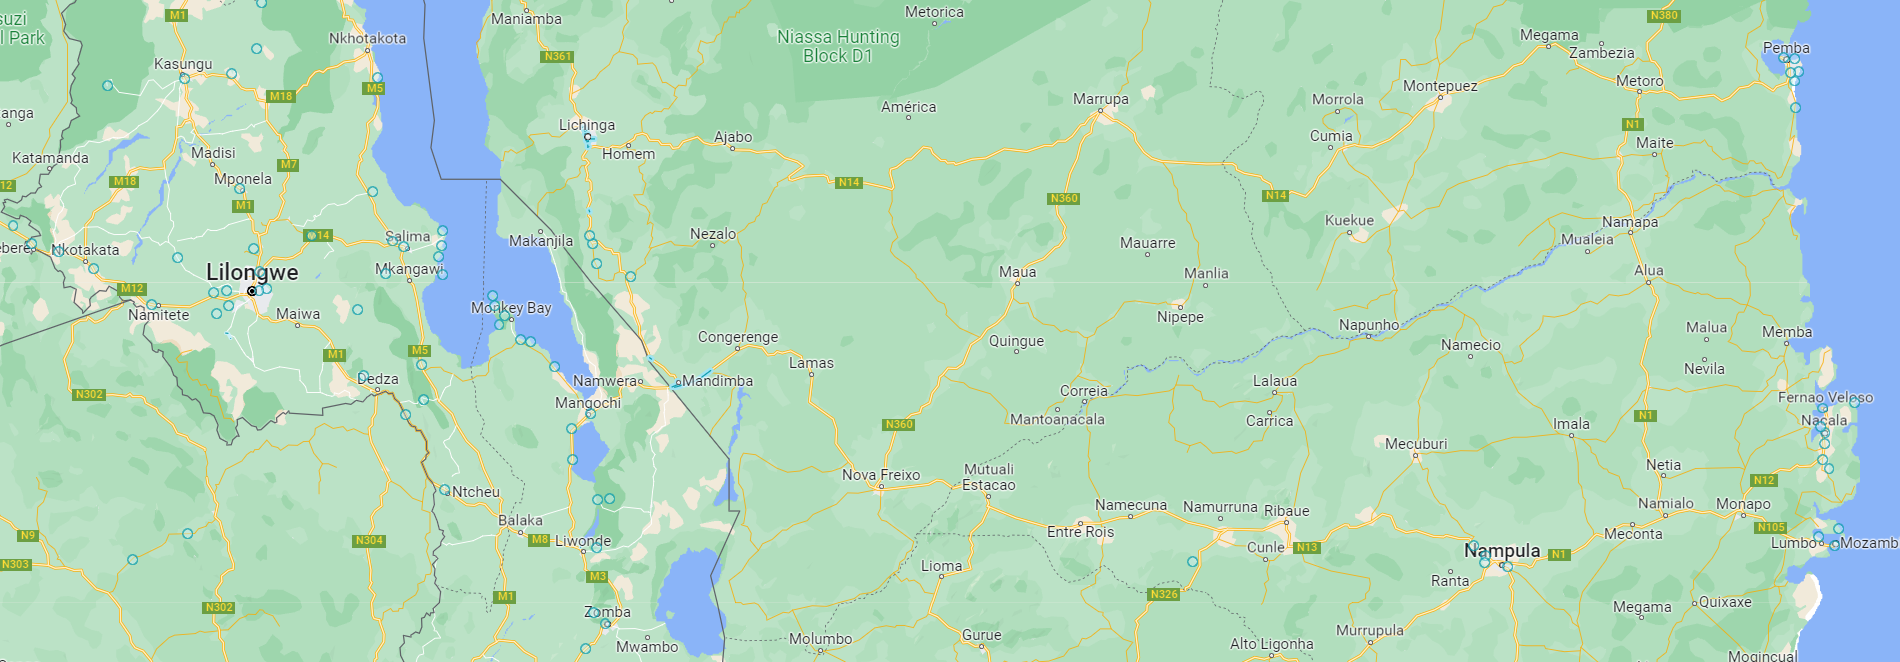 suzi
l Park
M1
Maniamba
Metorica
N380
Nkhotakota
Niassa Hunting
Block D1
Megama
Zambezia
Pemba
Kasungu
N361
M5
M18
Metoro
Montepuez
América
Marrupa
Morrola
anga
Lichinga
N1
Ajabo
Cumia
Maite
Katamanda
Madisi
Homem
M7
M18
Mponela
N14
12
M1
N360
N14
Kuekue
Namapa
Salima
14
Nezalo
Makanjila
Mauarre
Mualeia
ebere
Nkotakata
Lilongwe
Mkangawi
Maua
Manlia
Alua
M12
Namitete
Maiwa
Monkey Bay
Nipepe
Napunho
Malua
Memba
Congerenge
Quingue
Namecio
M1
M5
Lamas
Nevila
Dedza
Namwera
Mandimba
Lalaua
N302
Correia
Fernao Veloso
Mangochi
Mantoanacala
Carrica
N1
Nacala
N360
Imala
Mecuburi
Nova Freixo
Mutuali
Estacao
Netia
N12
Ntcheu
Namecuna
Namurruna
Ribaue
Namialo
Monapo
Balaka
Entre Rois
N105
N9
N304
M8
Liwonde
Cunle
N13
Nampula
N1
Meconta
Lumbo
Mozamb
N303
Lioma
M3
Ranta
N302
M1
Zomba
N326
Megama
Quixaxe
Molumbo
Gurue
Murrupula
Mwambo
Alto Ligonha
Mogincual